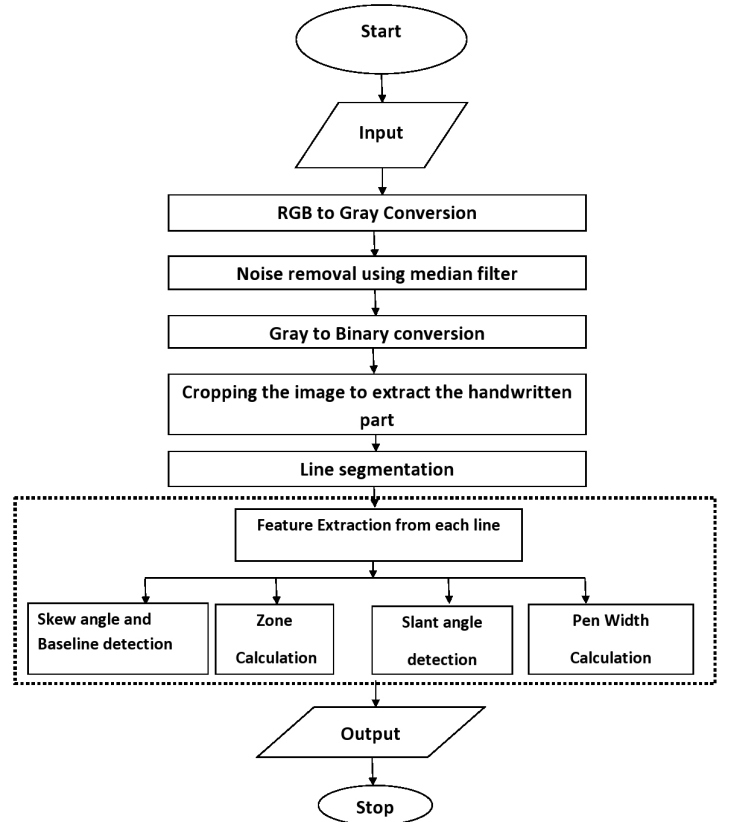 Start
Input
RGB to Gray Conversion
Noise removal using median filter
Gray to Binary conversion
Cropping the image to extract the handwritten
part
Line segmentation
Feature Extraction from each line
Skew angle and
Baseline detection
Zone
Calculation
Slant angle
detection
Pen Width
Calculation
Output
Stop